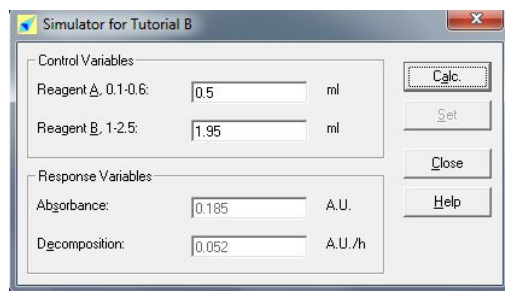 Simulator for Tutorial B
Control Variables
Reagent A, 0.1-0.6: 0.5 ml
Reagent B, 1-2.5: 1.95 ml
Response Variables
Absorbance: 0.185 A.U.
Decomposition: 0.052 A.U./h
Calc.
Set
Close
Help